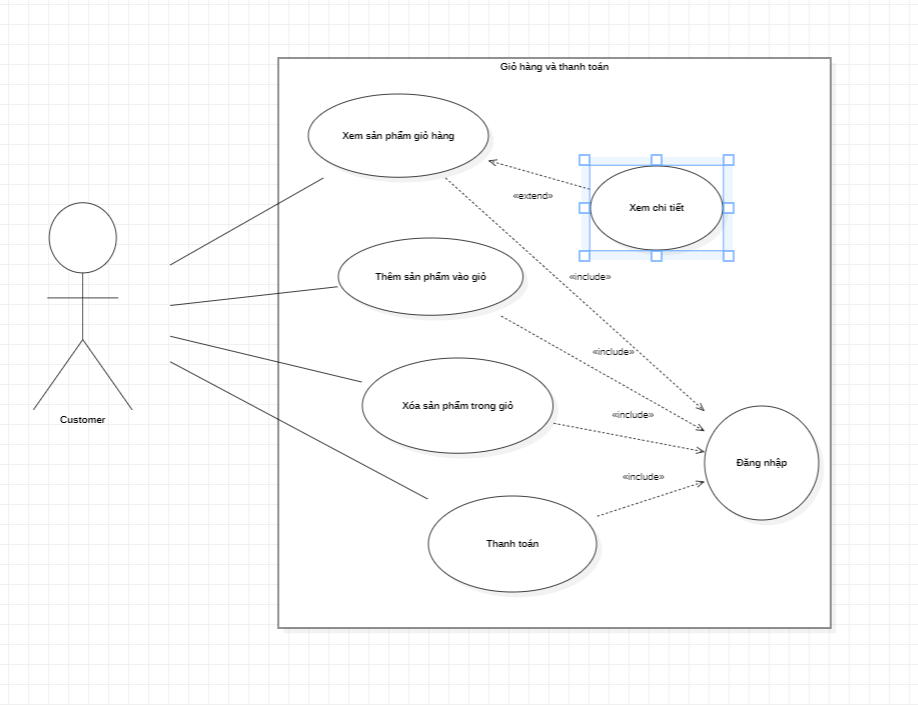 Giỏ hàng và thanh toán
Xem sản phẩm giỏ hàng
«extend»
Xem chi tiết
Thêm sản phẩm vào giỏ
«include»
«include»
Xóa sản phẩm trong giỏ
«include»
Customer
Đăng nhập
«include»
Thanh toán